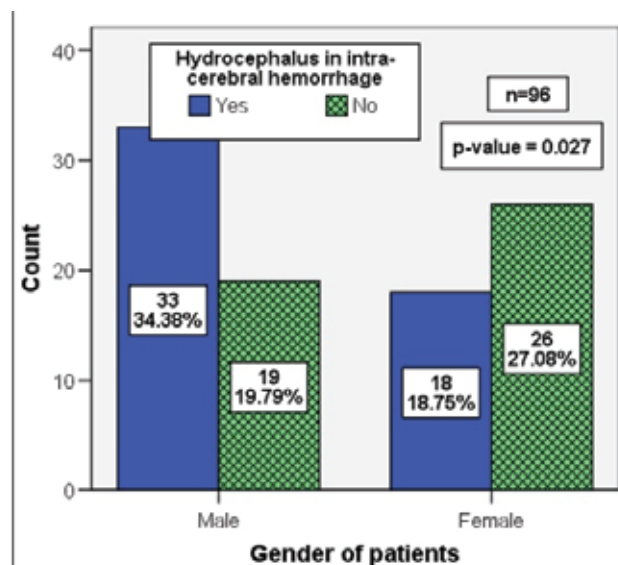 Hydrocephalus in intra-
cerebral hemorrhage
Yes No
n=96
p-value = 0.027
40
30
20
10
0
Count
33
34.38%
19
19.79%
18
18.75%
26
27.08%
Male Female
Gender of patients